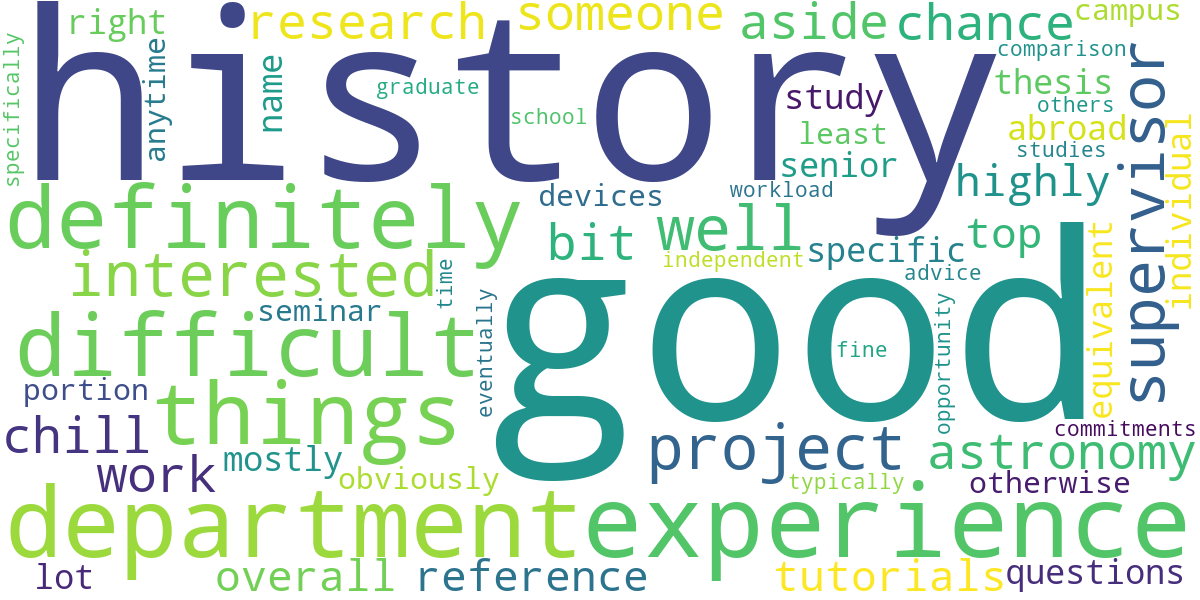 right
research
someone
aside
chance
campus
specifically
history
anytime
name
graduate
school
study
comparison
thesis
others
least
abroad
studies
supervisor
individual
senior
highly
devices
workload
definitely
bit
well
specific
top
interested
time
independent
advice
equivalent
seminar
difficult
eventually
good
fine
opportunity
portion
things
chill
project
commitments
astronomy
work
mostly
obviously
typically
otherwise
department
experience
lot
overall
reference
tutorials
questions